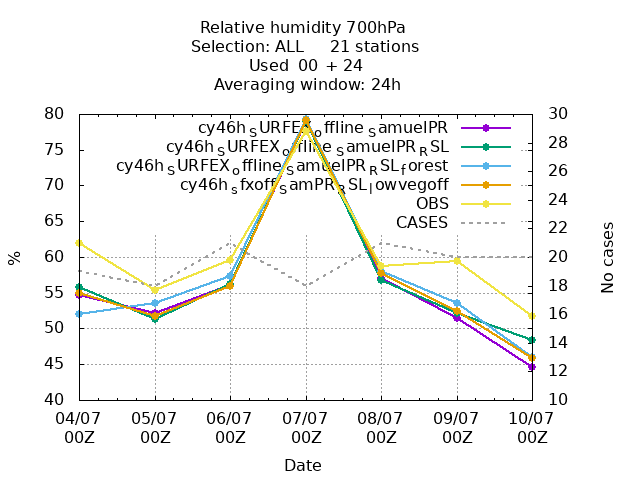 Relative humidity 700hPa
Selection: ALL     21 stations
Used  00 + 24
Averaging window: 24h
80 30
cy46h_SURFEX_offline_SamuelPR
75 28
cy46h_SURFEX_offline_SamuelPR_RSL
cy46h_SURFEX_offline_SamuelPR_RSL_forest
26
70 cy46h_sfxoff_SamPR_RSL_lowvegoff 24
OBS
65 CASES 22
60 20
55 18
50 16
45 14
12
40 10
% No cases
04/07 05/07 06/07 07/07 08/07 09/07 10/07
00Z 00Z 00Z 00Z 00Z 00Z 00Z
Date